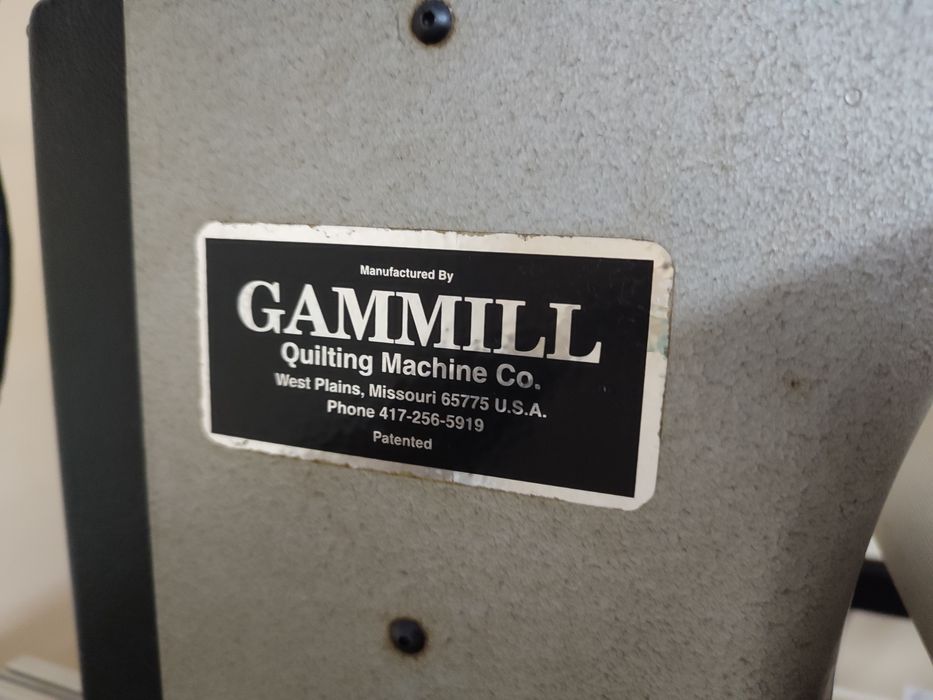 Manufactured By
GAMMILL
Quilting Machine Co.
West Plains, Missouri 65775 U.S.A.
Phone 417-256-5919
Patented